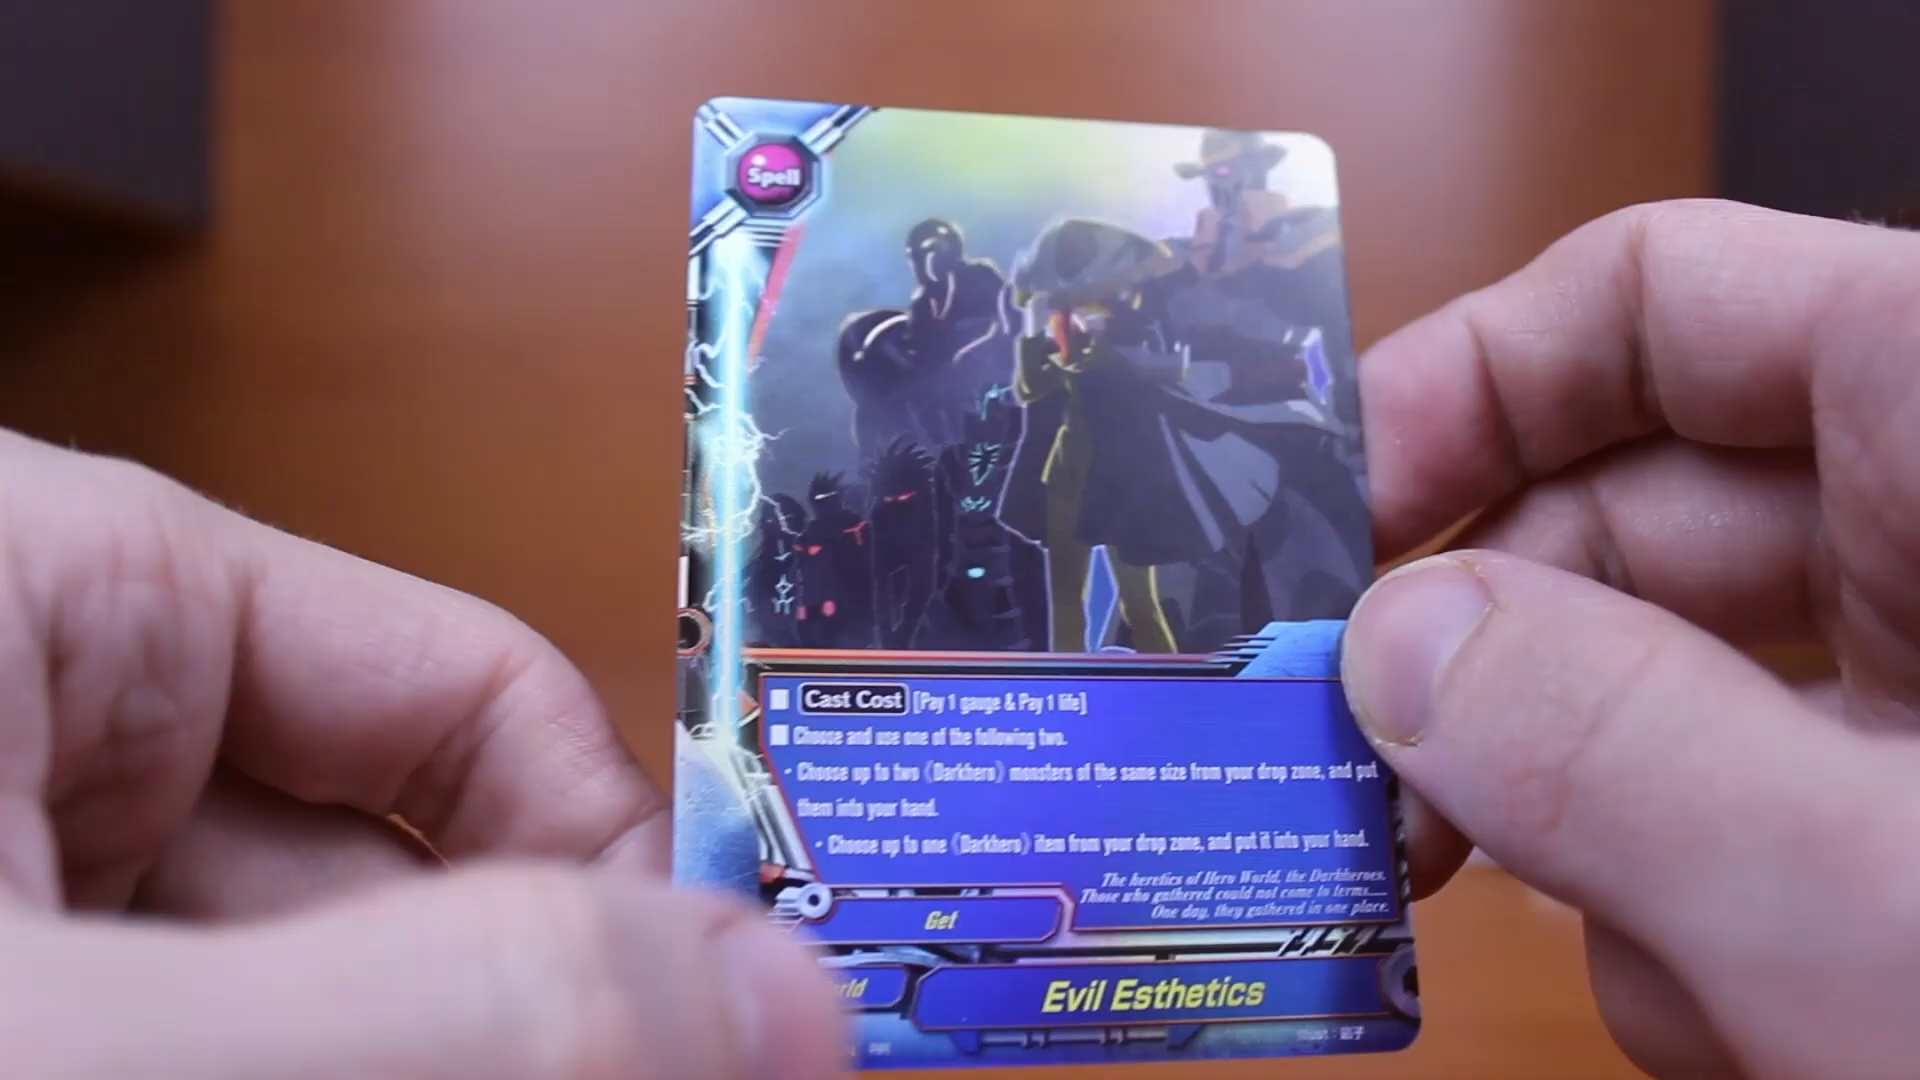 Spell
Cast Cost [Pay 1 gauge & Pay 1 life]
Choose and use one of the following two.
・Choose up to two 《Darkhero》 monsters of the same size from your drop zone, and put
them into your hand.
・Choose up to one 《Darkhero》 item from your drop zone, and put it into your hand.
The heretics of Hero World, the Darkheroes.
Those who gathered could not come to terms......
One day, they gathered in one place.
Get
Evil Esthetics